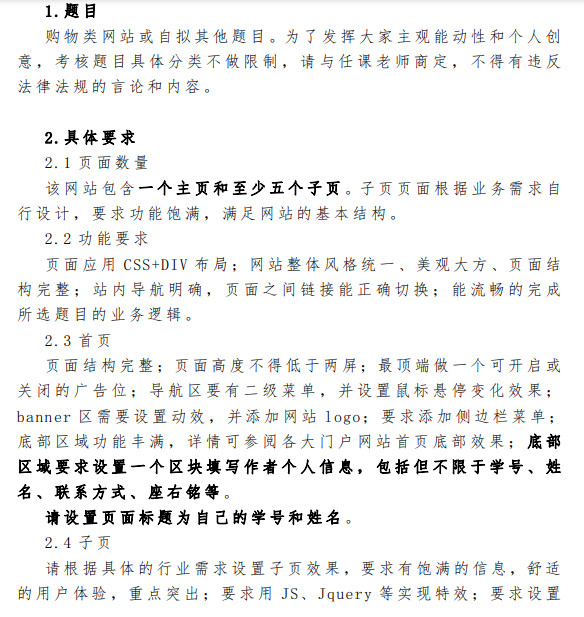 1.题目
购物类网站或自拟其他题目。为了发挥大家主观能动性和个人创
意，考核题目具体分类不做限制，请与任课老师商定，不得有违反
法律法规的言论和内容。
2.具体要求
2.1 页面数量
该网站包含一个主页和至少五个子页。子页页面根据业务需求自
行设计，要求功能饱满，满足网站的基本结构。
2.2 功能要求
页面应用 CSS+DIV 布局；网站整体风格统一、美观大方、页面结
构完整；站内导航明确，页面之间链接能正确切换；能流畅的完成
所选题目的业务逻辑。
2.3 首页
页面结构完整；页面高度不得低于两屏；最顶端做一个可开启或
关闭的广告位；导航区要有二级菜单，并设置鼠标悬停变化效果；
banner 区需要设置动效，并添加网站 logo；要求添加侧边栏菜单；
底部区域功能丰满，详情可参阅各大门户网站首页底部效果；底部
区域要求设置一个区块填写作者个人信息，包括但不限于学号、姓
名、联系方式、座右铭等。
请设置页面标题为自己的学号和姓名。
2.4 子页
请根据具体的行业需求设置子页效果，要求有饱满的信息，舒适
的用户体验，重点突出；要求用 JS、Jquery 等实现特效；要求设置